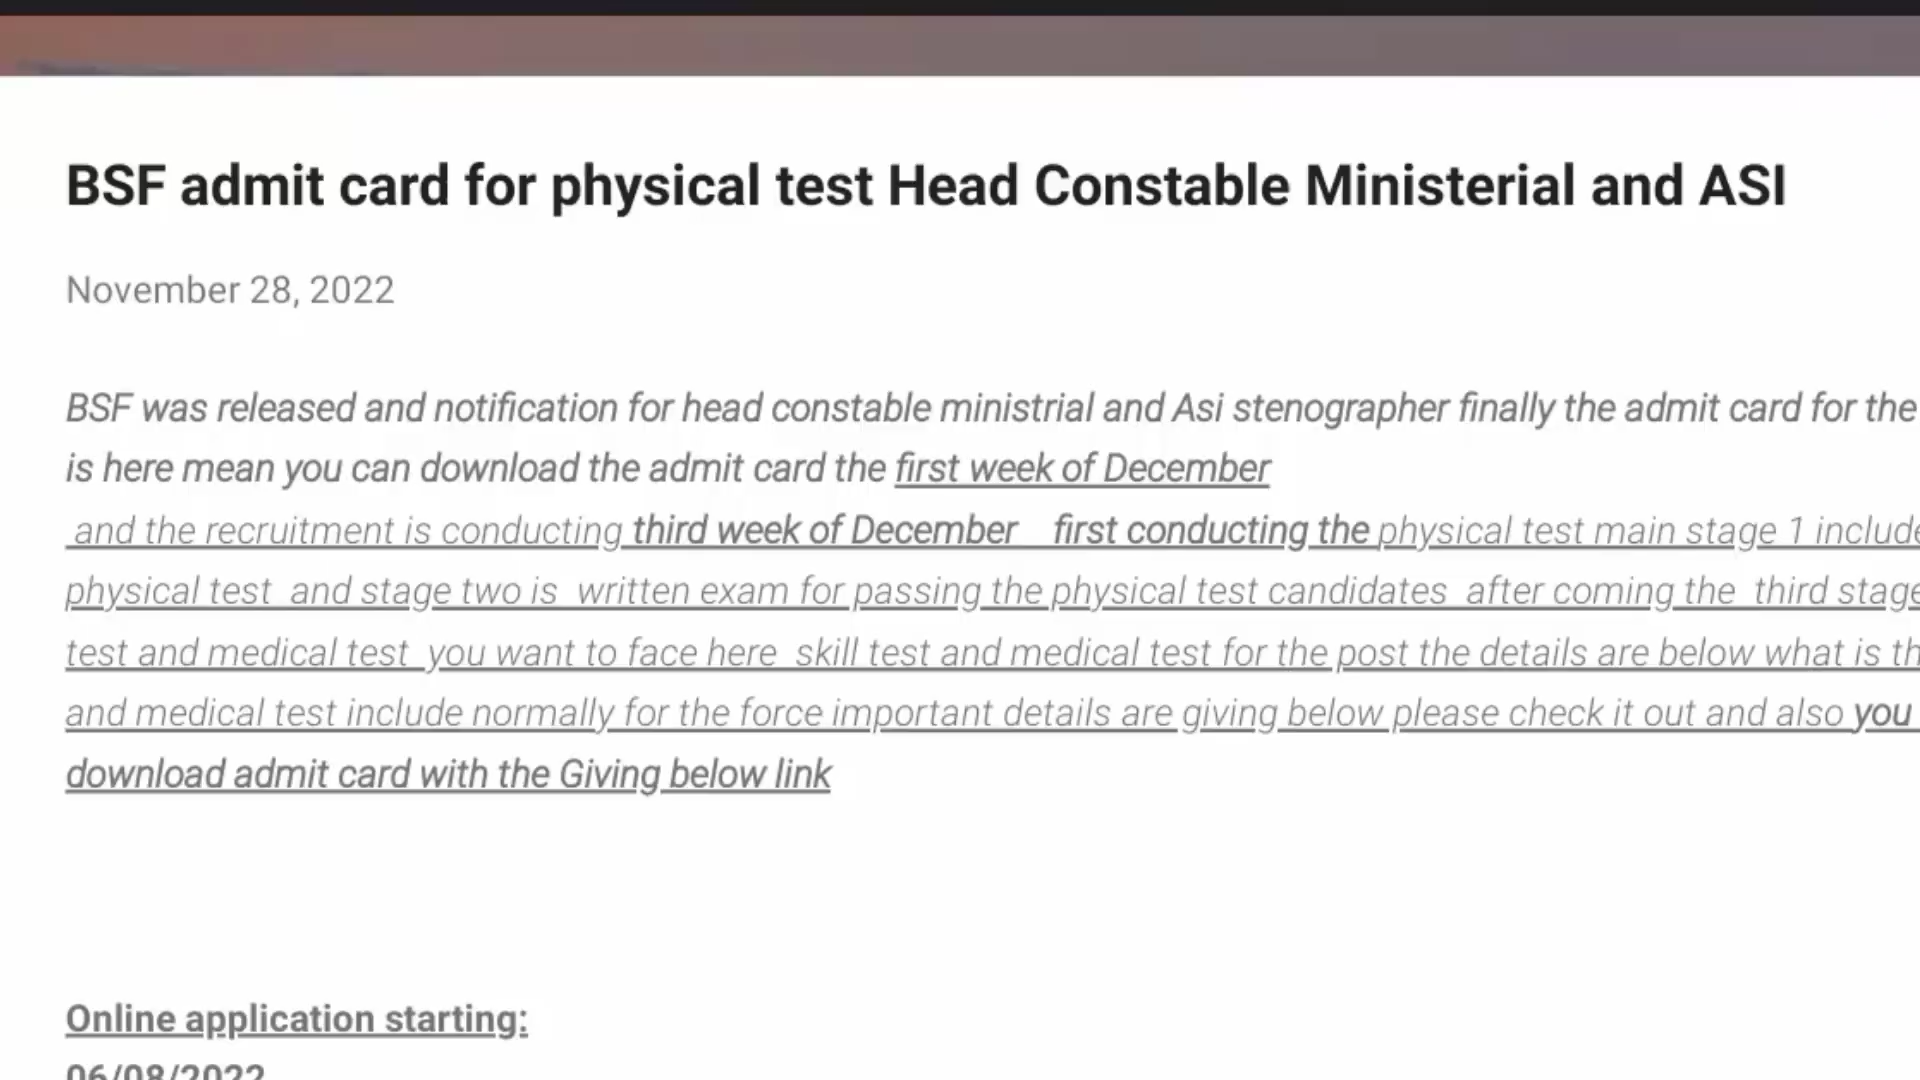 BSF admit card for physical test Head Constable Ministerial and ASI
November 28, 2022
BSF was released and notification for head constable ministrial and Asi stenographer finally the admit card for the
is here mean you can download the admit card the first week of December
and the recruitment is conducting third week of December first conducting the physical test main stage 1 include
physical test and stage two is written exam for passing the physical test candidates after coming the third stage
test and medical test you want to face here skill test and medical test for the post the details are below what is th
and medical test include normally for the force important details are giving below please check it out and also you
download admit card with the Giving below link
Online application starting:
06/08/2022